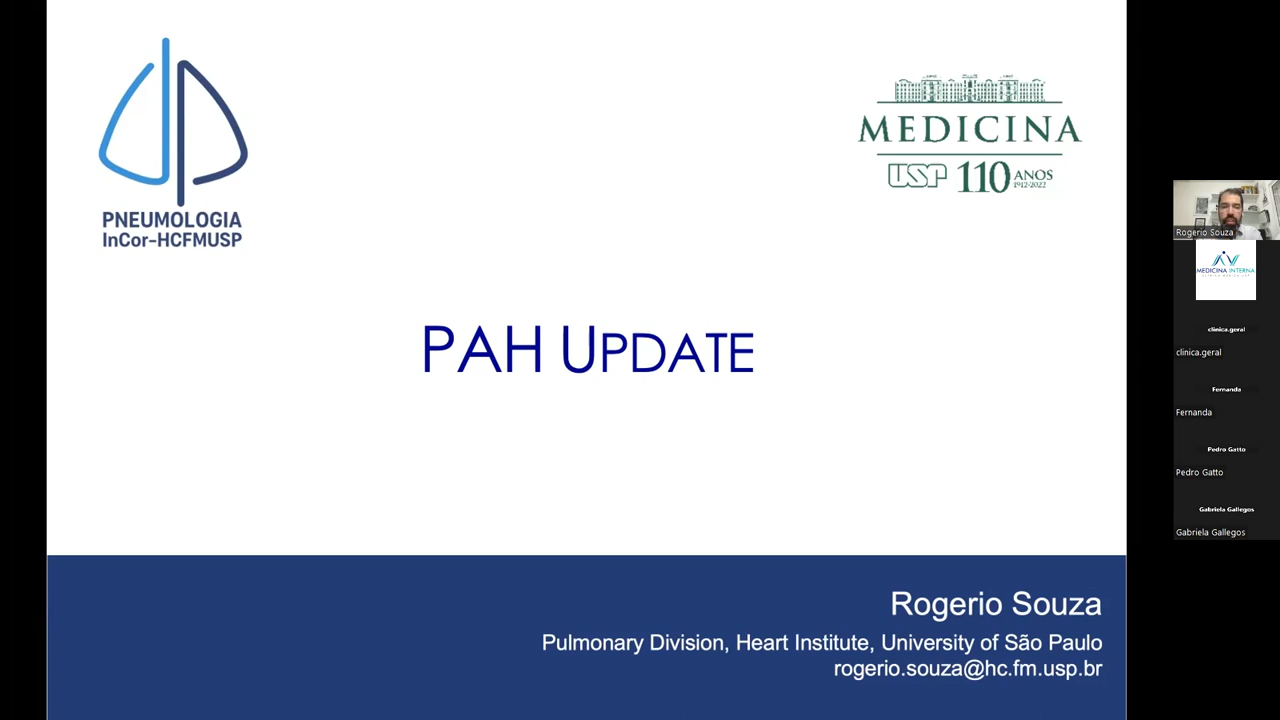 PNEUMOLOGIA
InCor-HCFMUSP
MEDICINA
USP 110 ANOS
1912-2022
PAH UPDATE
Rogerio Souza
Pulmonary Division, Heart Institute, University of São Paulo
rogerio.souza@hc.fm.usp.br
Rogerio Souza
MEDICINA INTERNA
clinica.geral
clinica.geral
Fernanda
Fernanda
Pedro Gatto
Pedro Gatto
Gabriela Gallegos
Gabriela Gallegos